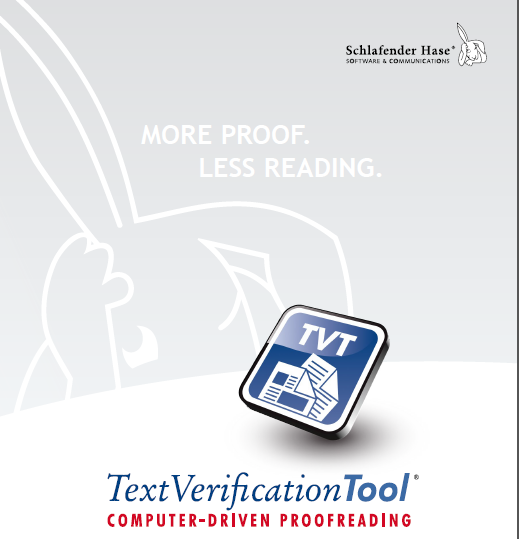 Schlafender Hase®
SOFTWARE & COMMUNICATIONS
MORE PROOF.
LESS READING.
TVT
TextVerificationTool®
COMPUTER-DRIVEN PROOFREADING